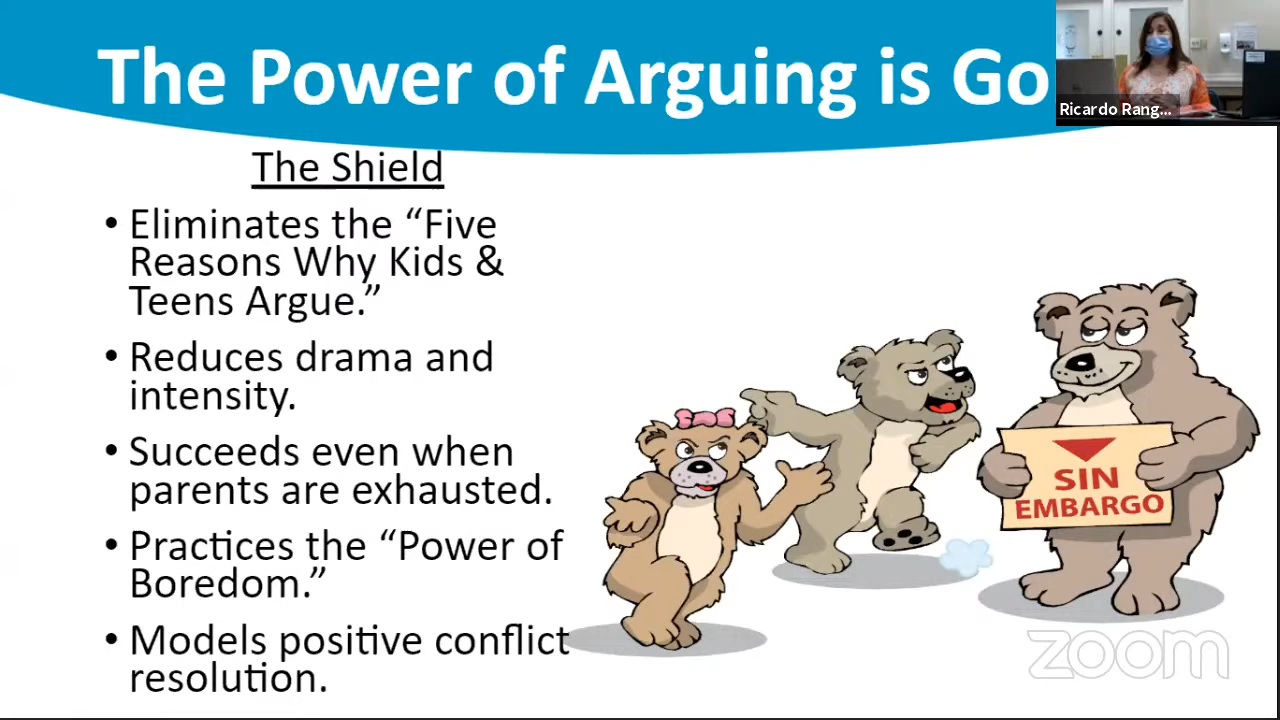 The Power of Arguing is Go
Ricardo Rang...
The Shield
• Eliminates the “Five
Reasons Why Kids &
Teens Argue.”
• Reduces drama and
intensity.
• Succeeds even when
parents are exhausted.
• Practices the “Power of
Boredom.”
• Models positive conflict
resolution.
SIN
EMBARGO
zoom